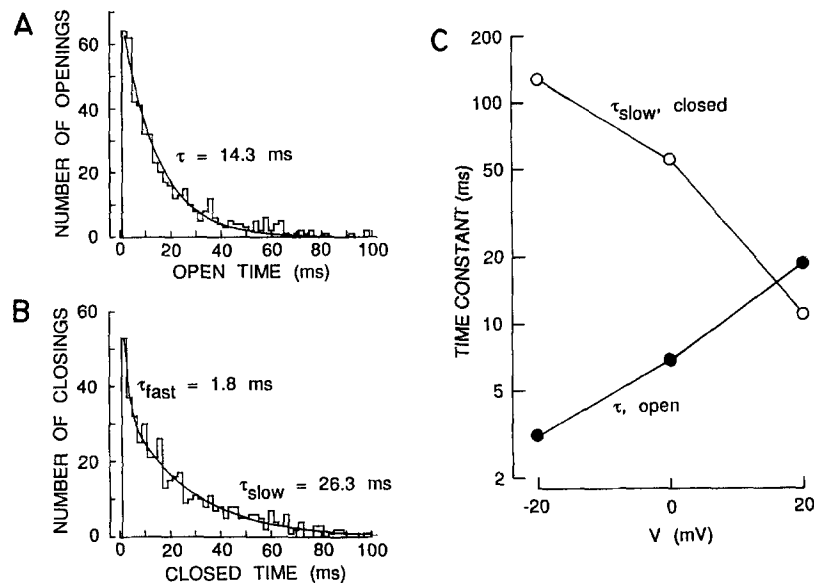 A
NUMBER OF OPENINGS
60
40
20
0
τ = 14.3 ms
0 20 40 60 80 100
OPEN TIME (ms)
B
NUMBER OF CLOSINGS
60
40
20
0
τfast = 1.8 ms
τslow = 26.3 ms
0 20 40 60 80 100
CLOSED TIME (ms)
C
TIME CONSTANT (ms)
200
100
50
20
10
5
2
τslow, closed
τ, open
-20 0 20
V (mV)